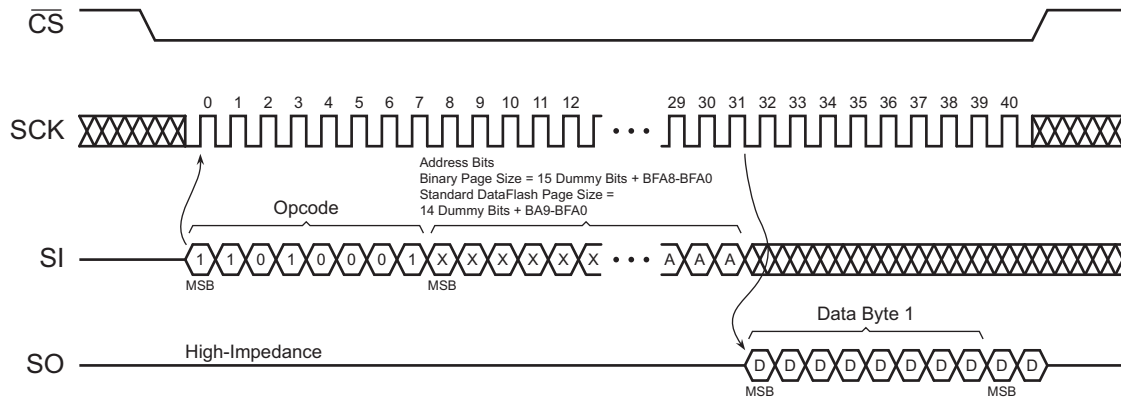 CS
0 1 2 3 4 5 6 7 8 9 10 11 12 29 30 31 32 33 34 35 36 37 38 39 40
SCK
Address Bits
Binary Page Size = 15 Dummy Bits + BFA8-BFA0
Standard DataFlash Page Size =
14 Dummy Bits + BA9-BFA0
Opcode
SI 1 1 0 1 0 0 0 1 X X X X X X • • • A A A
MSB MSB
Data Byte 1
High-Impedance
SO D D D D D D D D D D
MSB MSB